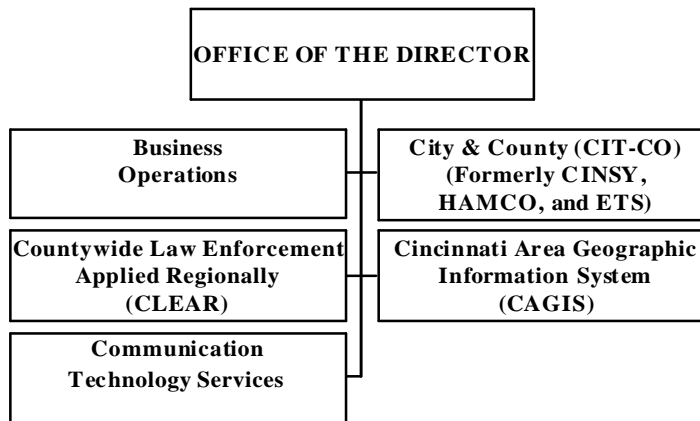 OFFICE OF THE DIRECTOR
Business
Operations
City & County (CIT-CO)
(Formerly CINSY,
HAMCO, and ETS)
Countywide Law Enforcement
Applied Regionally
(CLEAR)
Cincinnati Area Geographic
Information System
(CAGIS)
Communication
Technology Services